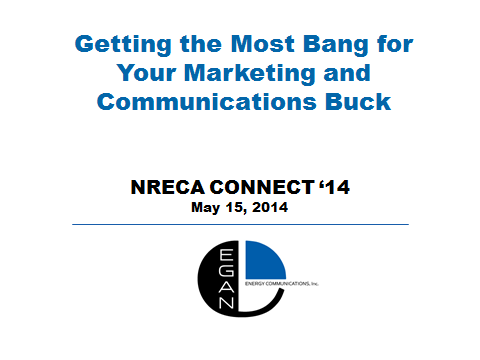 Getting the Most Bang for
Your Marketing and
Communications Buck
NRECA CONNECT ‘14
May 15, 2014
EGAN
ENERGY COMMUNICATIONS, Inc.